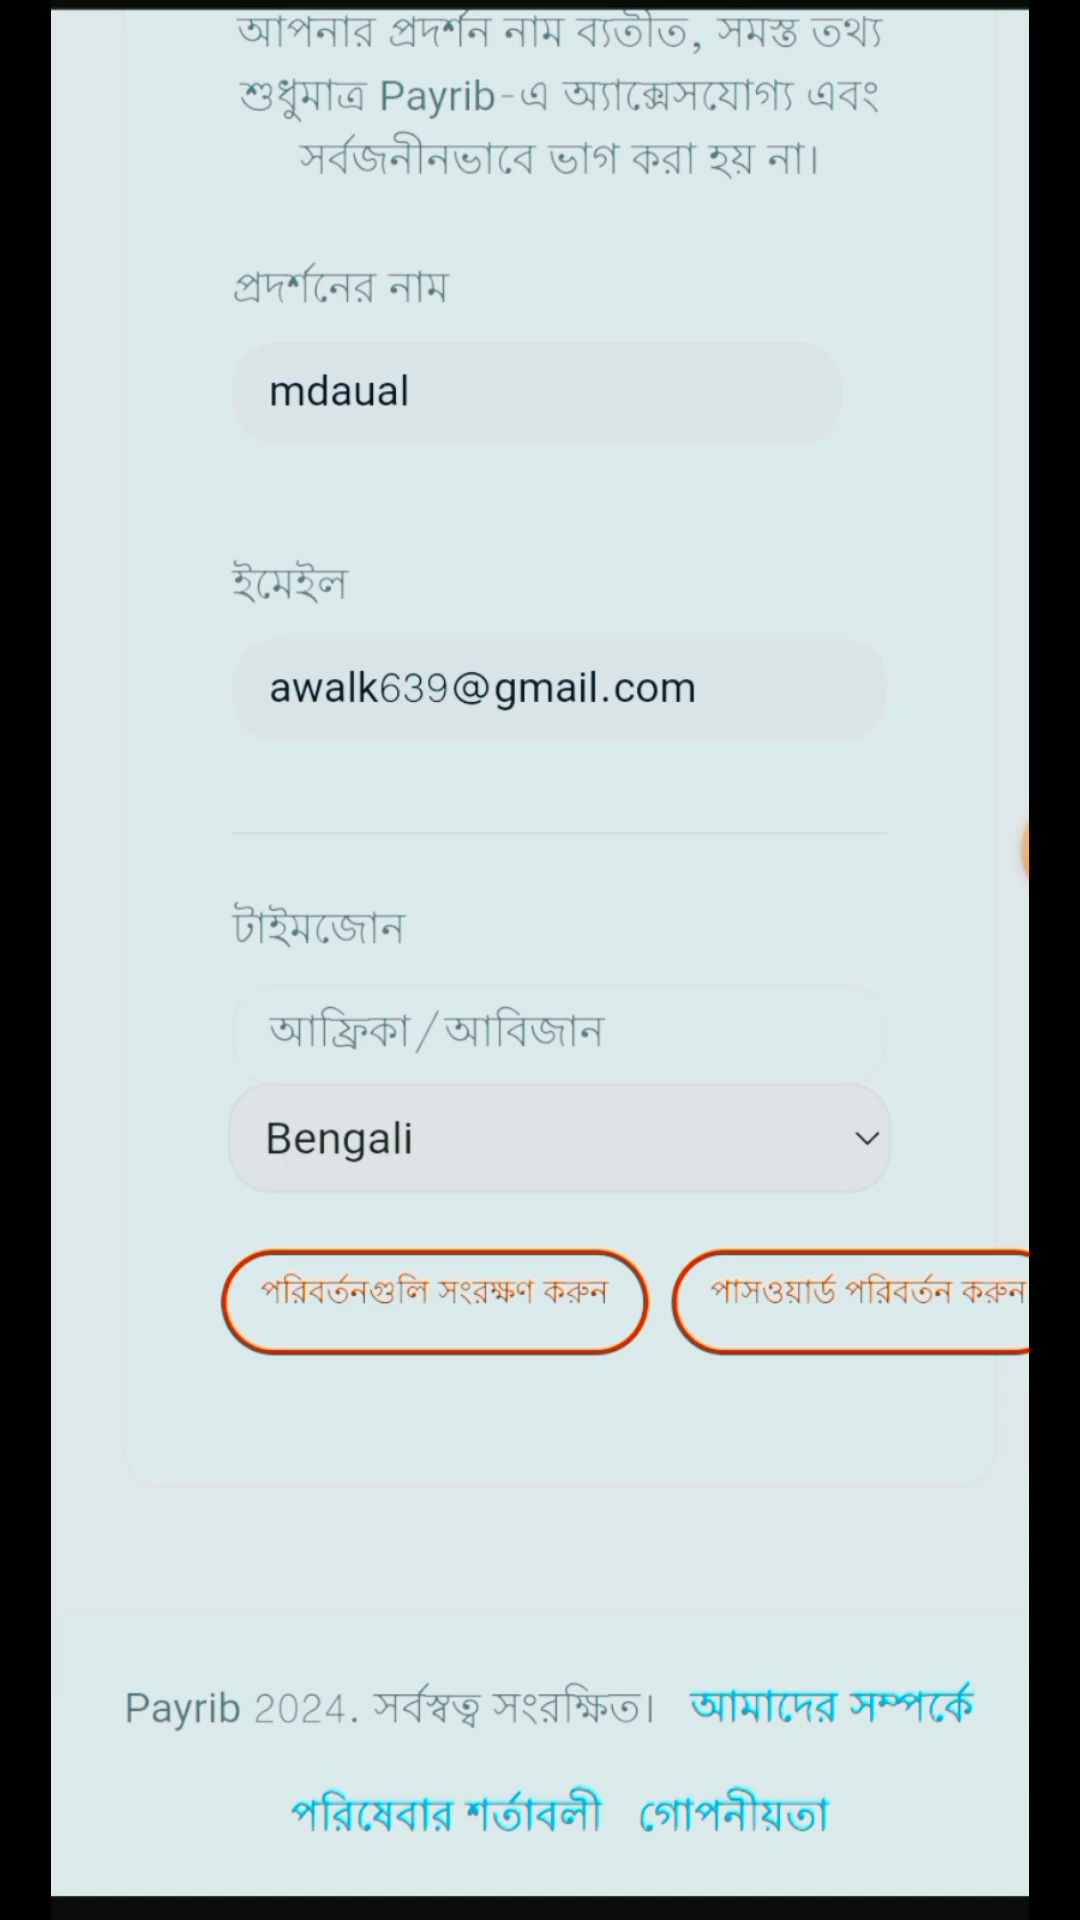 আপনার প্রদর্শন নাম ব্যতীত, সমস্ত তথ্য
শুধুমাত্র Payrib-এ অ্যাক্সেসযোগ্য এবং
সর্বজনীনভাবে ভাগ করা হয় না।
প্রদর্শনের নাম
mdaual
ইমেইল
awalk639@gmail.com
টাইমজোন
আফ্রিকা/আবিজান
Bengali
পরিবর্তনগুলি সংরক্ষণ করুন পাসওয়ার্ড পরিবর্তন করুন
Payrib 2024. সর্বস্বত্ব সংরক্ষিত। আমাদের সম্পর্কে
পরিষেবার শর্তাবলী গোপনীয়তা